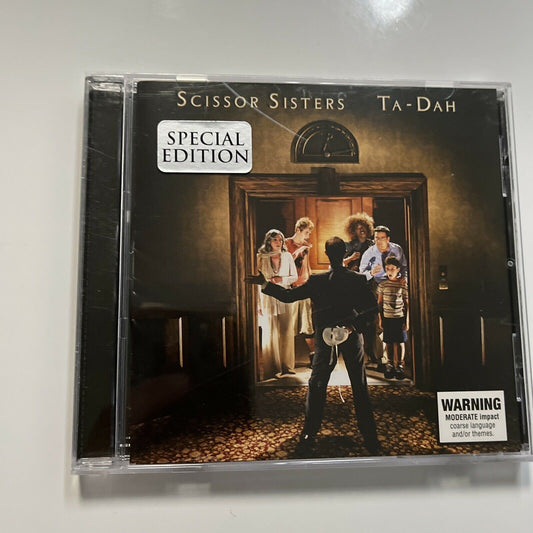 SCISSOR SISTERS TA-DAH
SPECIAL
EDITION
WARNING
MODERATE impact
coarse language
and/or themes.